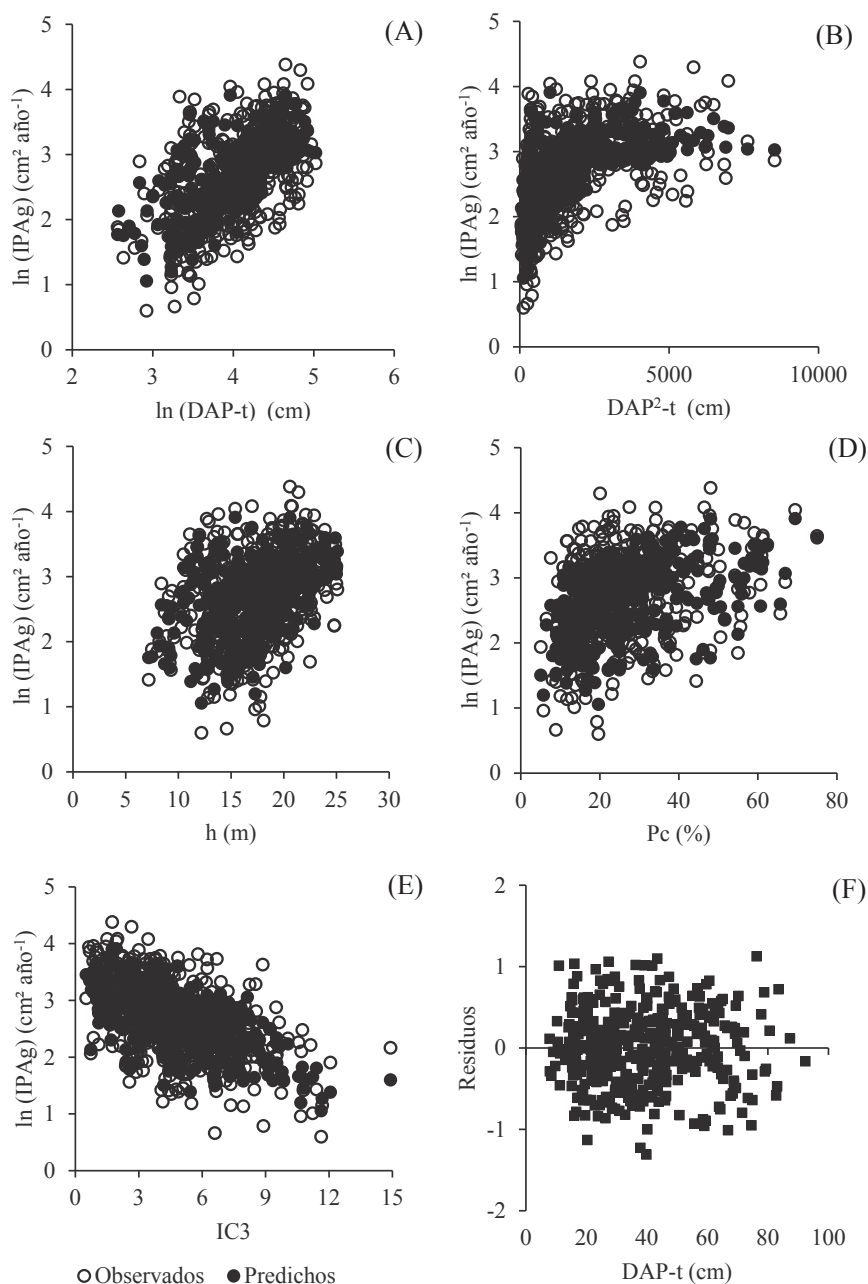 (A)
ln (IPAg) (cm² año⁻¹)
5
4
3
2
1
0
2 3 4 5 6
ln (DAP-t) (cm)
(B)
ln (IPAg) (cm² año⁻¹)
5
4
3
2
1
0
0 5000 10000
DAP²-t (cm)
(C)
ln (IPAg) (cm² año⁻¹)
5
4
3
2
1
0
0 5 10 15 20 25 30
h (m)
(D)
ln (IPAg) (cm² año⁻¹)
5
4
3
2
1
0
0 20 40 60 80
Pc (%)
(E)
ln (IPAg) (cm² año⁻¹)
5
4
3
2
1
0
0 3 6 9 12 15
IC3
(F)
Residuos
2
1
0
-1
-2
0 20 40 60 80 100
DAP-t (cm)
Observados Predichos